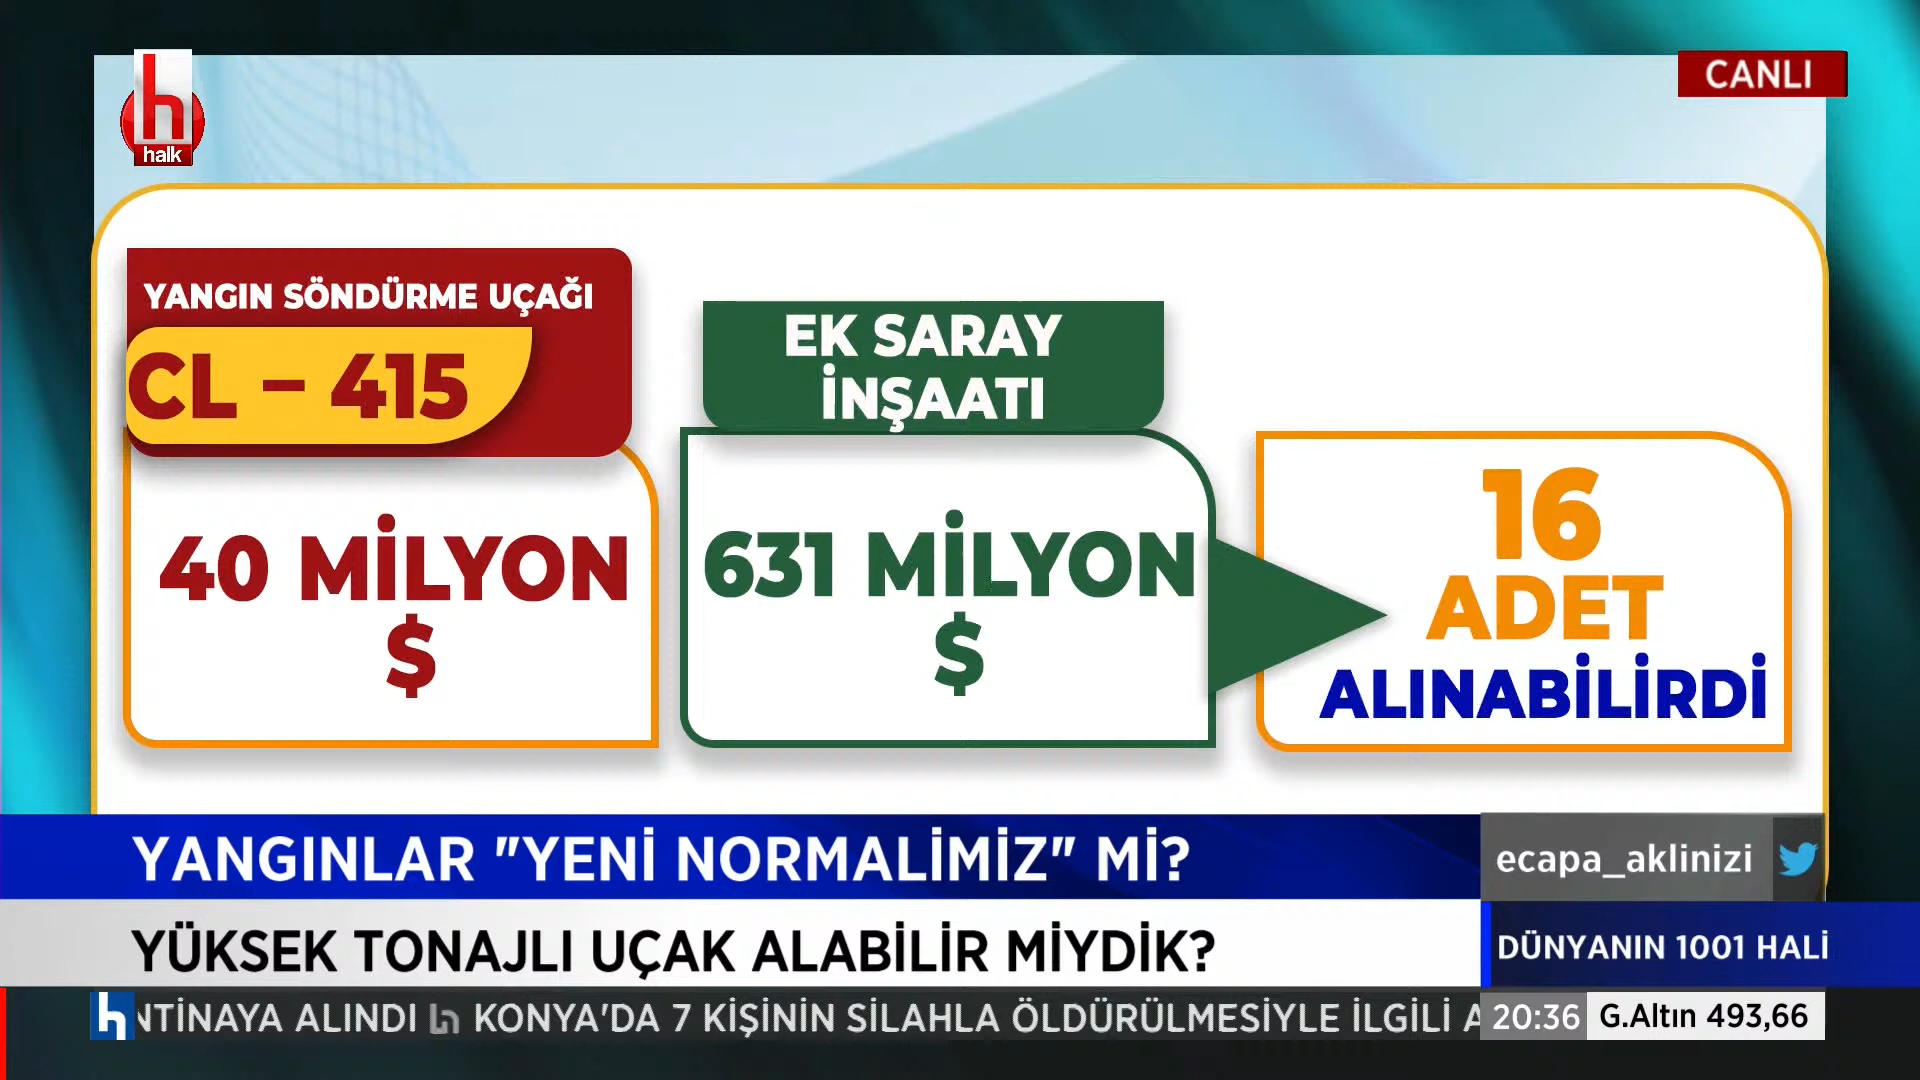 h
halk
CANLI
YANGIN SÖNDÜRME UÇAĞI
CL – 415
40 MİLYON
$
EK SARAY
İNŞAATI
631 MİLYON
$
16
ADET
ALINABİLİRDİ
YANGINLAR "YENİ NORMALİMİZ" Mİ?
ecapa_aklinizi
YÜKSEK TONAJLI UÇAK ALABİLİR MİYDİK?
DÜNYANIN 1001 HALİ
h NTİNAYA ALINDI h KONYA'DA 7 KİŞİNİN SİLAHLA ÖLDÜRÜLMESİYLE İLGİLİ A
20:36 G.Altın 493,66